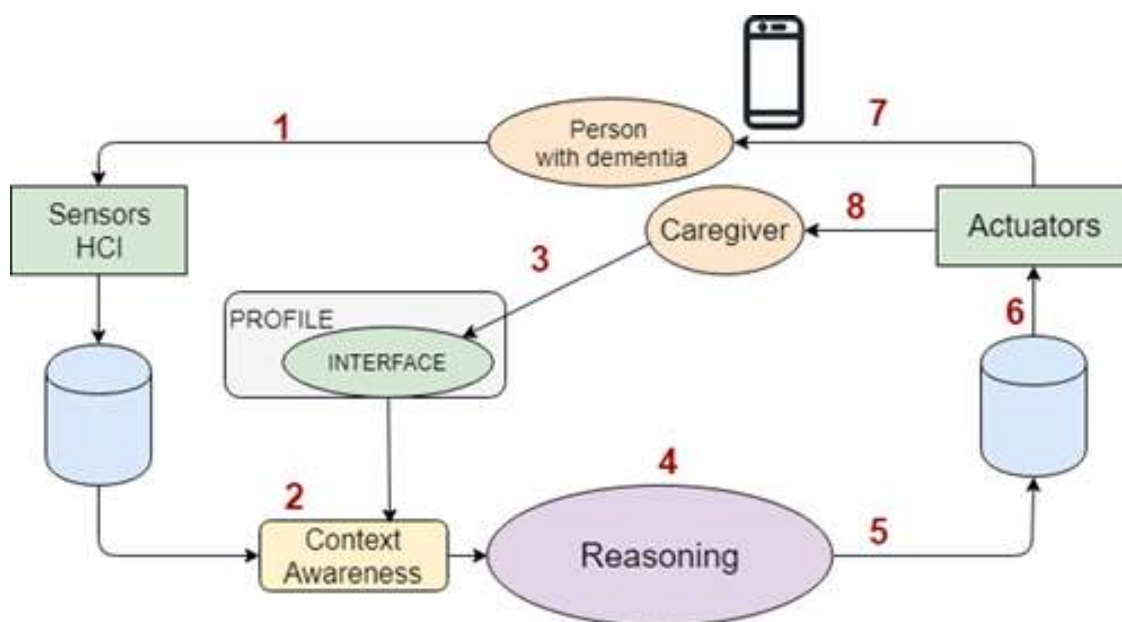 1
Person
with dementia
7
Sensors
HCI
Caregiver
8
Actuators
3
PROFILE
INTERFACE
6
2
4
Context
Awareness
Reasoning
5